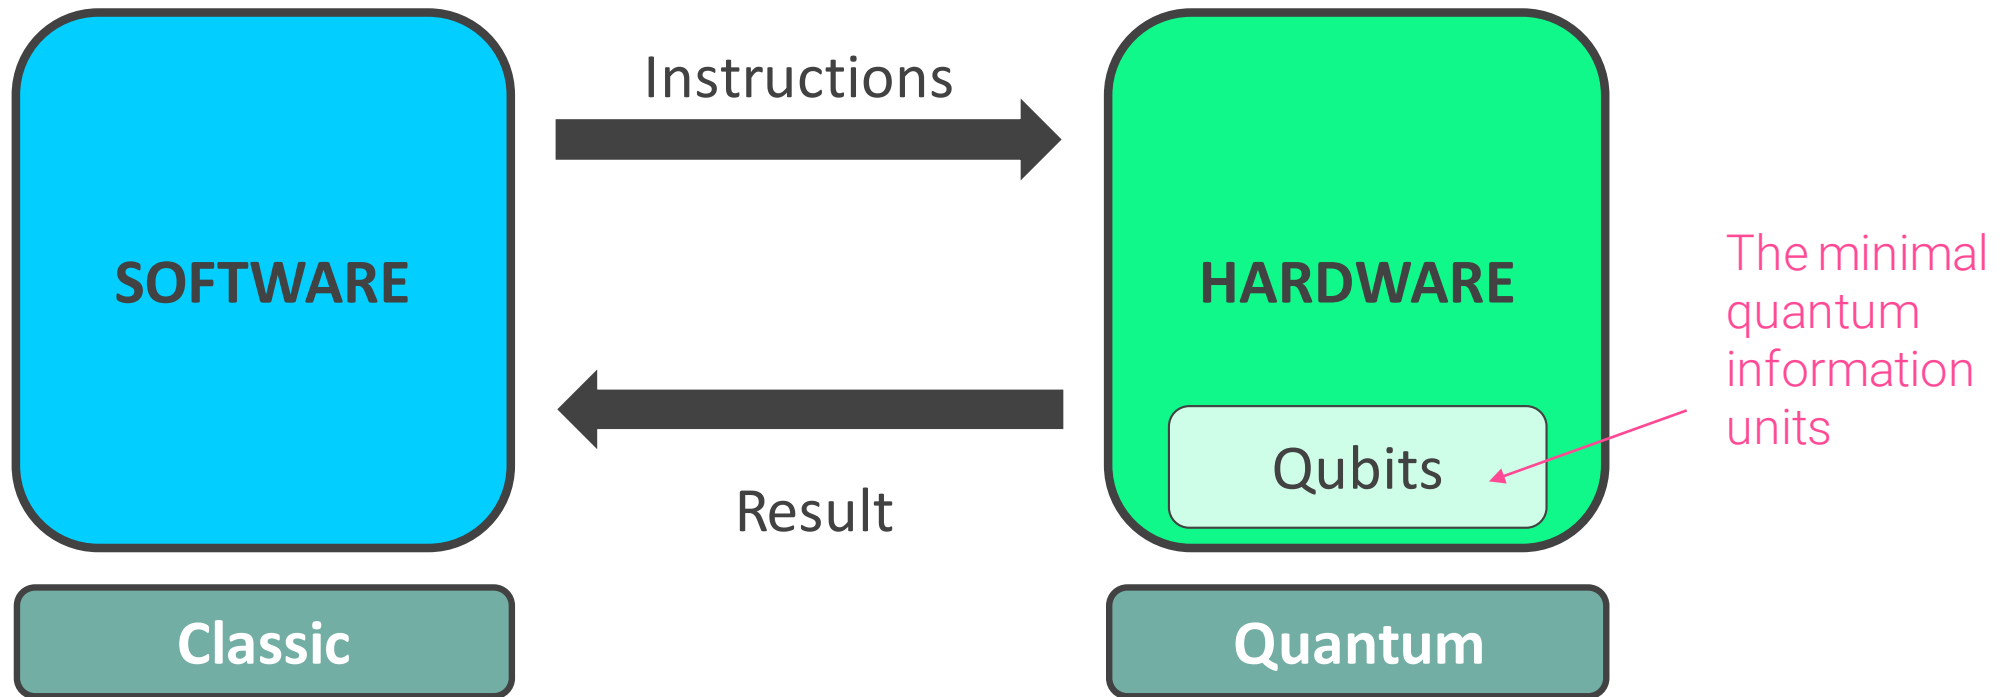 Instructions
SOFTWARE
HARDWARE
The minimal
quantum
information
units
Qubits
Result
Classic
Quantum